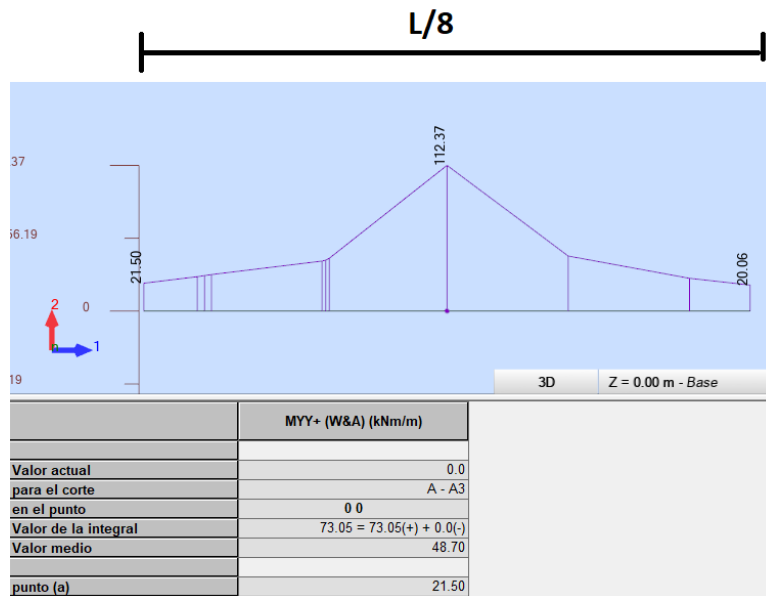 L/8
37
112.37
56.19
21.50
20.06
2
0
1
19
3D
Z = 0.00 m - Base
MYY+ (W&A) (kNm/m)
Valor actual 0.0
para el corte A - A3
en el punto 0 0
Valor de la integral 73.05 = 73.05(+) + 0.0(-)
Valor medio 48.70
punto (a) 21.50